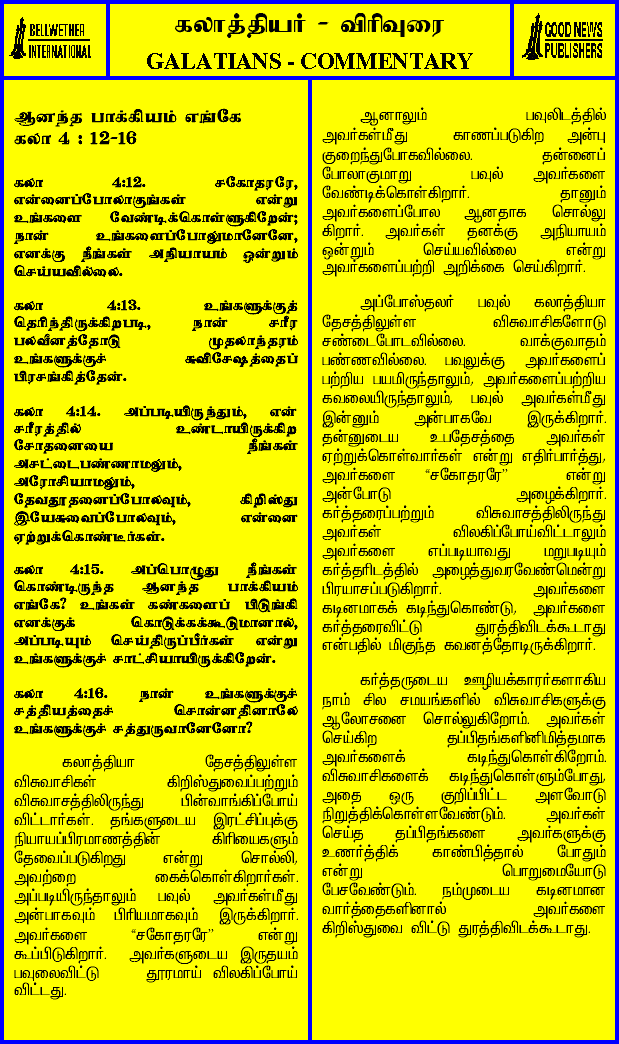 BELLWETHER
INTERNATIONAL
கலாத்தியர் - விரிவுரை
GALATIANS - COMMENTARY
GOOD NEWS
PUBLISHERS
ஆனந்த பாக்கியம் எங்கே
கலா 4 : 12-16
கலா 4:12. சகோதரரே,
என்னைப்போலாகுங்கள் என்று
உங்களை வேண்டிக்கொள்ளுகிறேன்;
நான் உங்களைப்போலுமானேனே,
எனக்கு நீங்கள் அநியாயம் ஒன்றும்
செய்யவில்லை.
கலா 4:13. உங்களுக்குத்
தெரிந்திருக்கிறபடி, நான் சரீர
பலவீனத்தோடு முதலாந்தரம்
உங்களுக்குச் சுவிசேஷத்தைப்
பிரசங்கித்தேன்.
கலா 4:14. அப்படியிருந்தும், என்
சரீரத்தில் உண்டாயிருக்கிற
சோதனையை நீங்கள்
அசட்டைபண்ணாமலும்,
அரோசியாமலும்,
தேவதூதனைப்போலவும், கிறிஸ்து
இயேசுவைப்போலவும், என்னை
ஏற்றுக்கொண்டீர்கள்.
கலா 4:15. அப்பொழுது நீங்கள்
கொண்டிருந்த ஆனந்த பாக்கியம்
எங்கே? உங்கள் கண்களைப் பிடுங்கி
எனக்குக் கொடுக்கக்கூடுமானால்,
அப்படியும் செய்திருப்பீர்கள் என்று
உங்களுக்குச் சாட்சியாயிருக்கிறேன்.
கலா 4:16. நான் உங்களுக்குச்
சத்தியத்தைச் சொன்னதினாலே
உங்களுக்குச் சத்துருவானேனோ?
கலாத்தியா தேசத்திலுள்ள
விசுவாசிகள் கிறிஸ்துவைப்பற்றும்
விசுவாசத்திலிருந்து பின்வாங்கிப்போய்
விட்டார்கள். தங்களுடைய இரட்சிப்புக்கு
நியாயப்பிரமாணத்தின் கிரியைகளும்
தேவைப்படுகிறது என்று சொல்லி,
அவற்றை கைக்கொள்கிறார்கள்.
அப்படியிருந்தாலும் பவுல் அவர்கள்மீது
அன்பாகவும் பிரியமாகவும் இருக்கிறார்.
அவர்களை “சகோதரரே” என்று
கூப்பிடுகிறார். அவர்களுடைய இருதயம்
பவுலைவிட்டு தூரமாய் விலகிப்போய்
விட்டது.
ஆனாலும் பவுலிடத்தில்
அவர்கள்மீது காணப்படுகிற அன்பு
குறைந்துபோகவில்லை. தன்னைப்
போலாகுமாறு பவுல் அவர்களை
வேண்டிக்கொள்கிறார். தானும்
அவர்களைப்போல ஆனதாக சொல்லு
கிறார். அவர்கள் தனக்கு அநியாயம்
ஒன்றும் செய்யவில்லை என்று
அவர்களைப்பற்றி அறிக்கை செய்கிறார்.
அப்போஸ்தலர் பவுல் கலாத்தியா
தேசத்திலுள்ள விசுவாசிகளோடு
சண்டைபோடவில்லை. வாக்குவாதம்
பண்ணவில்லை. பவுலுக்கு அவர்களைப்
பற்றிய பயமிருந்தாலும், அவர்களைப்பற்றிய
கவலையிருந்தாலும், பவுல் அவர்கள்மீது
இன்னும் அன்பாகவே இருக்கிறார்.
தன்னுடைய உபதேசத்தை அவர்கள்
ஏற்றுக்கொள்வார்கள் என்று எதிர்பார்த்து,
அவர்களை “சகோதரரே” என்று
அன்போடு அழைக்கிறார்.
கர்த்தரைப்பற்றும் விசுவாசத்திலிருந்து
அவர்கள் விலகிப்போய்விட்டாலும்
அவர்களை எப்படியாவது மறுபடியும்
கர்த்தரிடத்தில் அழைத்துவரவேண்டுமென்று
பிரயாசப்படுகிறார். அவர்களை
கடினமாகக் கடிந்துகொண்டு, அவர்களை
கர்த்தரைவிட்டு துரத்திவிடக்கூடாது
என்பதில் மிகுந்த கவனத்தோடிருக்கிறார்.
கர்த்தருடைய ஊழியக்காரர்களாகிய
நாம் சில சமயங்களில் விசுவாசிகளுக்கு
ஆலோசனை சொல்லுகிறோம். அவர்கள்
செய்கிற தப்பிதங்களினிமித்தமாக
அவர்களைக் கடிந்துகொள்கிறோம்.
விசுவாசிகளைக் கடிந்துகொள்ளும்போது,
அதை ஒரு குறிப்பிட்ட அளவோடு
நிறுத்திக்கொள்ளவேண்டும். அவர்கள்
செய்த தப்பிதங்களை அவர்களுக்கு
உணர்த்திக் காண்பித்தால் போதும்
என்று பொறுமையோடு
பேசவேண்டும். நம்முடைய கடினமான
வார்த்தைகளினால் அவர்களை
கிறிஸ்துவை விட்டு துரத்திவிடக்கூடாது.